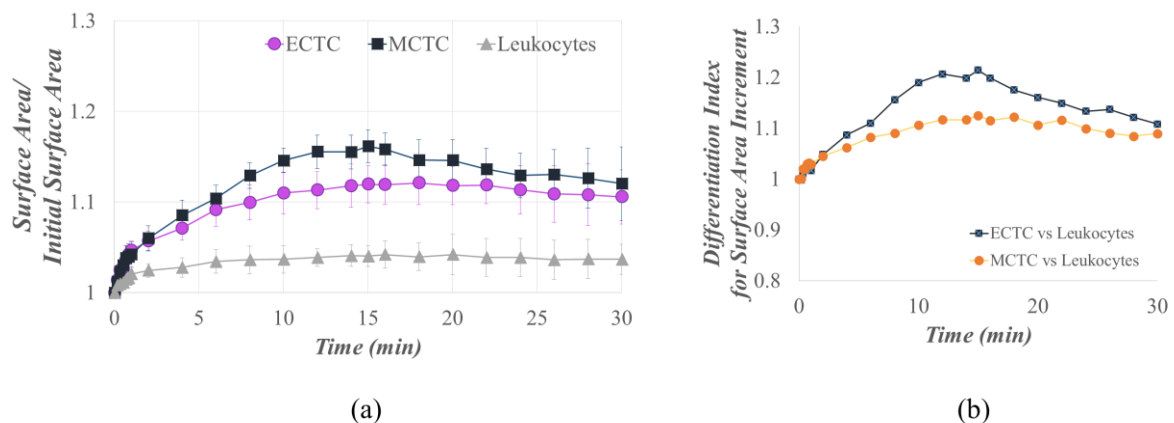 Surface Area/
Initial Surface Area
1.3
1.2
1.1
1
ECTC MCTC Leukocytes
0 5 10 15 20 25 30
Time (min)
(a)
Differentiation Index
for Surface Area Increment
1.3
1.2
1.1
1
0.9
0.8
ECTC vs Leukocytes
MCTC vs Leukocytes
0 10 20 30
Time (min)
(b)